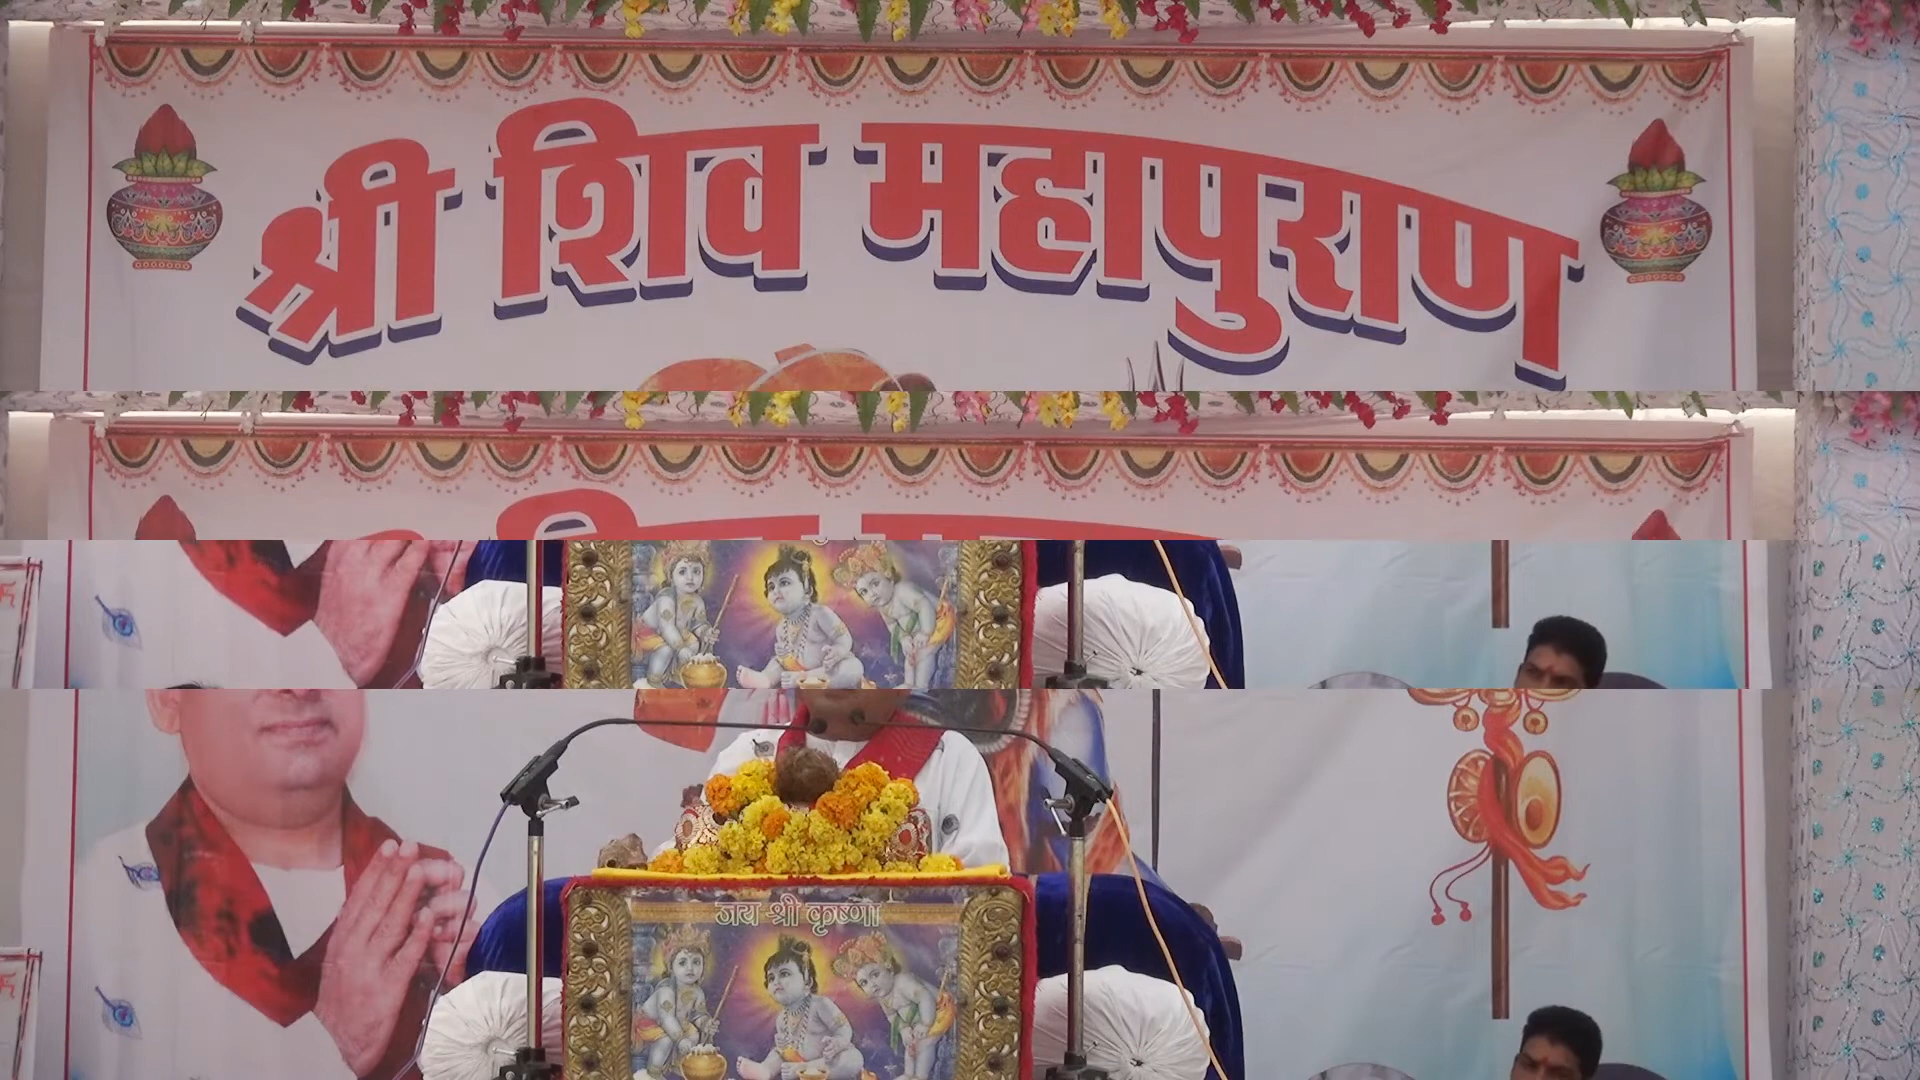 श्री शिव महापुराण
जय श्री कृष्णा